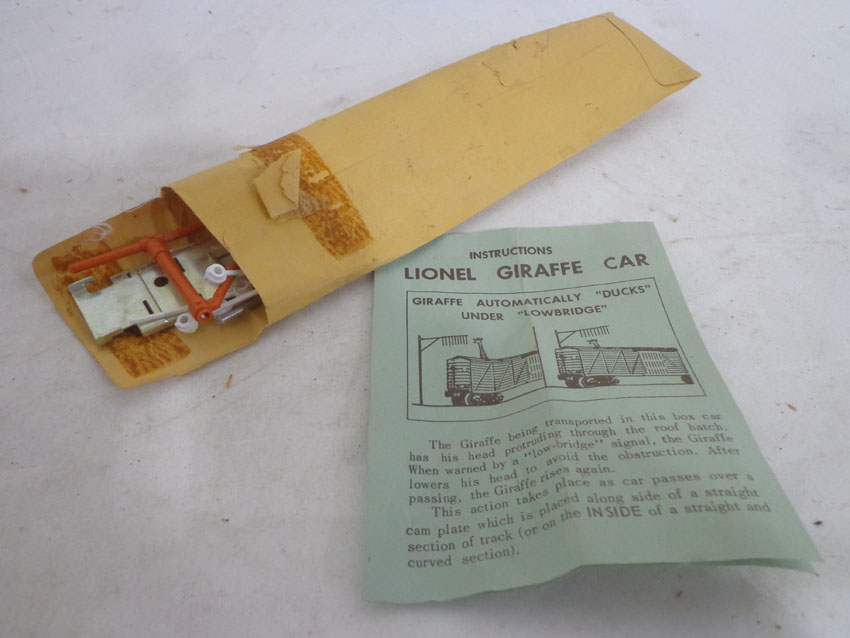 INSTRUCTIONS
LIONEL GIRAFFE CAR
GIRAFFE AUTOMATICALLY "DUCKS"
UNDER "LOWBRIDGE"
The Giraffe being transported in this box car
has his head protruding through the roof hatch.
When warned by a "low-bridge" signal, the Giraffe
lowers his head to avoid the obstruction. After
passing, the Giraffe rises again.
This action takes place as car passes over a
cam plate which is placed along side of a straight
section of track (or on the INSIDE of a straight and
curved section).